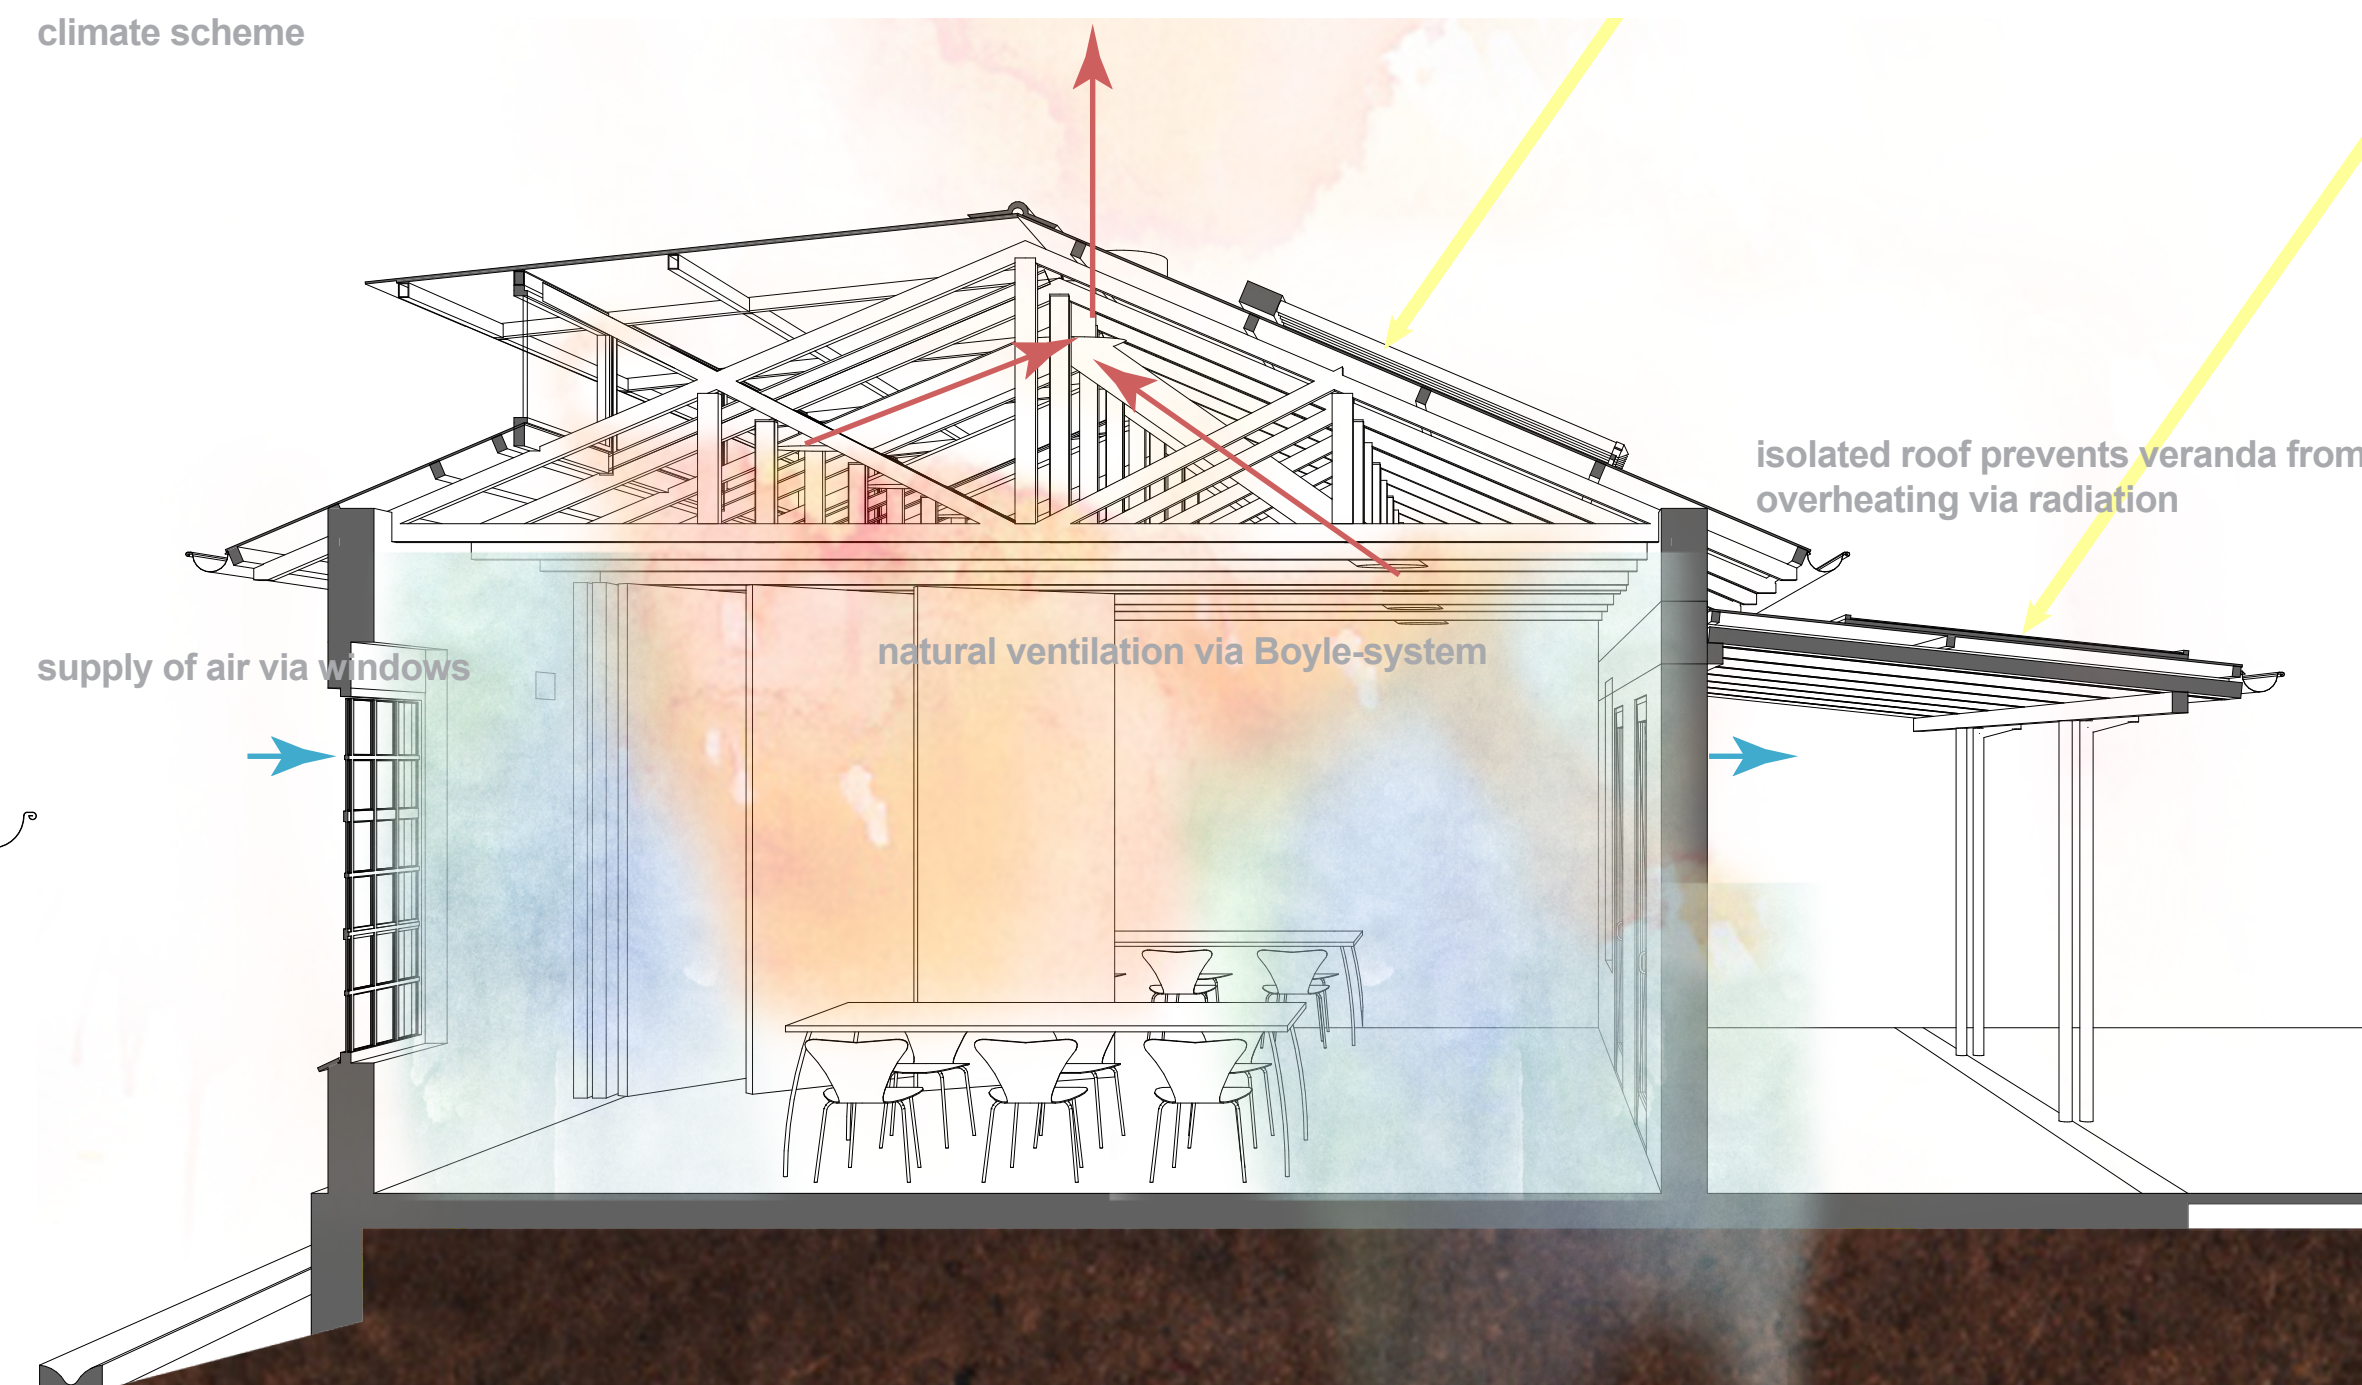 climate scheme
isolated roof prevents veranda from
overheating via radiation
supply of air via windows
natural ventilation via Boyle-system